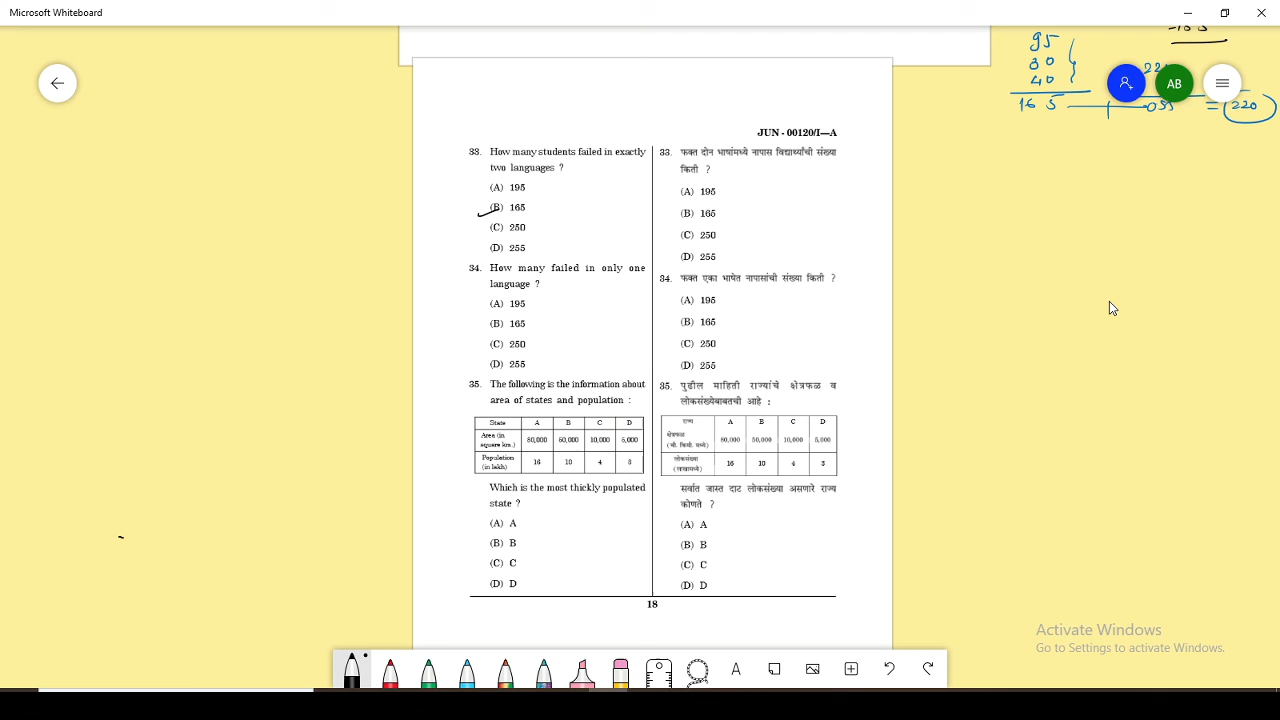 Microsoft Whiteboard
95
30
40
165
= 220
AB
JUN - 00120/I—A
33. How many students failed in exactly
two languages ?
(A) 195
(B) 165
(C) 250
(D) 255
34. How many failed in only one
language ?
(A) 195
(B) 165
(C) 250
(D) 255
35. The following is the information about
area of states and population :
State A B C D
Area (in
square km.) 80,000 60,000 10,000 5,000
Population
(in lakh) 16 10 4 3
Which is the most thickly populated
state ?
(A) A
(B) B
(C) C
(D) D
33. फक्त दोन भाषांमध्ये नापास विद्यार्थ्यांची संख्या
किती ?
(A) 195
(B) 165
(C) 250
(D) 255
34. फक्त एका भाषेत नापासांची संख्या किती ?
(A) 195
(B) 165
(C) 250
(D) 255
35. पुढील माहिती राज्यांचे क्षेत्रफळ व
लोकसंख्येबाबतची आहे :
राज्य A B C D
क्षेत्रफळ
(चौ. किमी. मध्ये) 80,000 50,000 10,000 5,000
लोकसंख्या
(लाखामध्ये) 16 10 4 3
सर्वात जास्त दाट लोकसंख्या असणारे राज्य
कोणते ?
(A) A
(B) B
(C) C
(D) D
18
Activate Windows
Go to Settings to activate Windows.
A